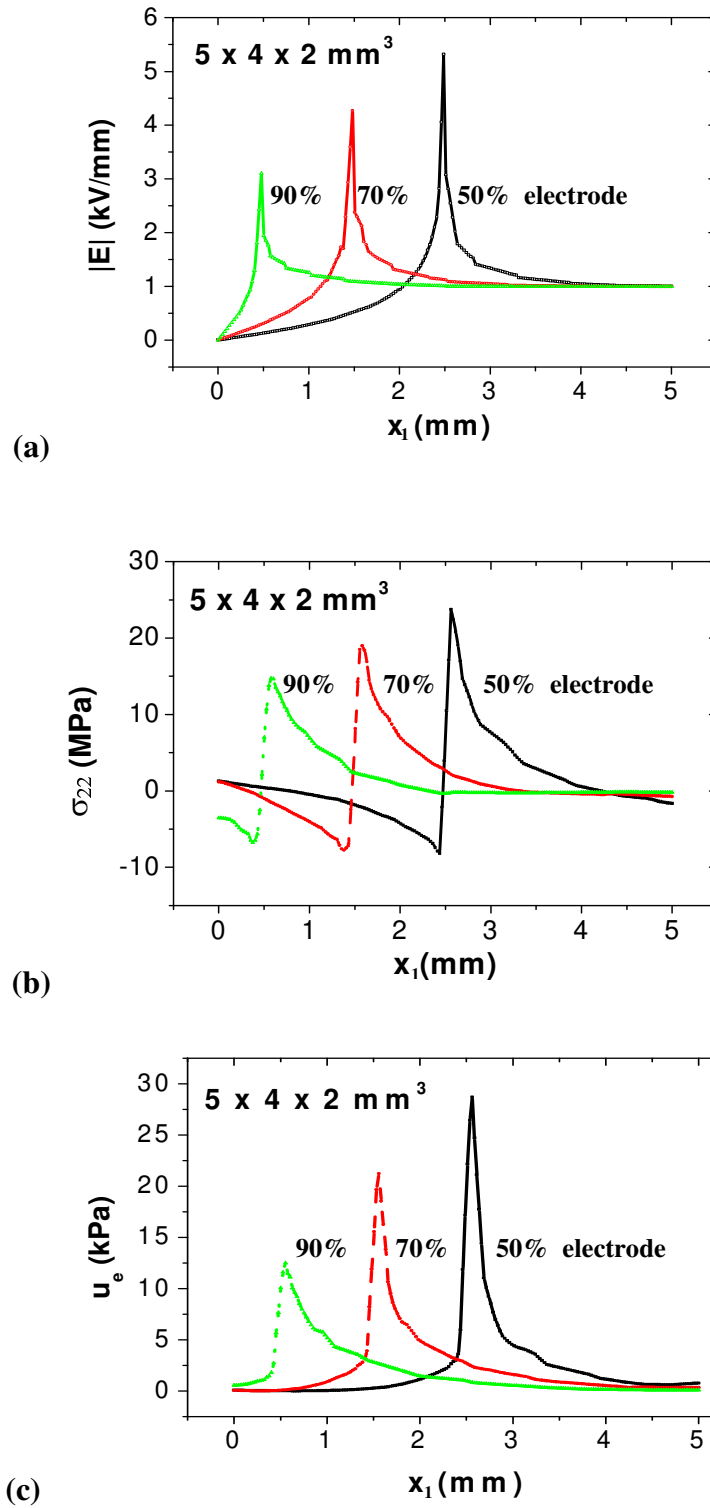 6
5
4
3
2
1
0
|E| (kV/mm)
5 x 4 x 2 mm³
90% 70% 50% electrode
0 1 2 3 4 5
x₁ (mm)
(a)
30
20
10
0
-10
σ₂₂ (MPa)
5 x 4 x 2 mm³
90% 70% 50% electrode
0 1 2 3 4 5
x₁(mm)
(b)
30
25
20
15
10
5
0
uₑ (kPa)
5 x 4 x 2 mm³
90% 70% 50% electrode
0 1 2 3 4 5
x₁ (mm)
(c)